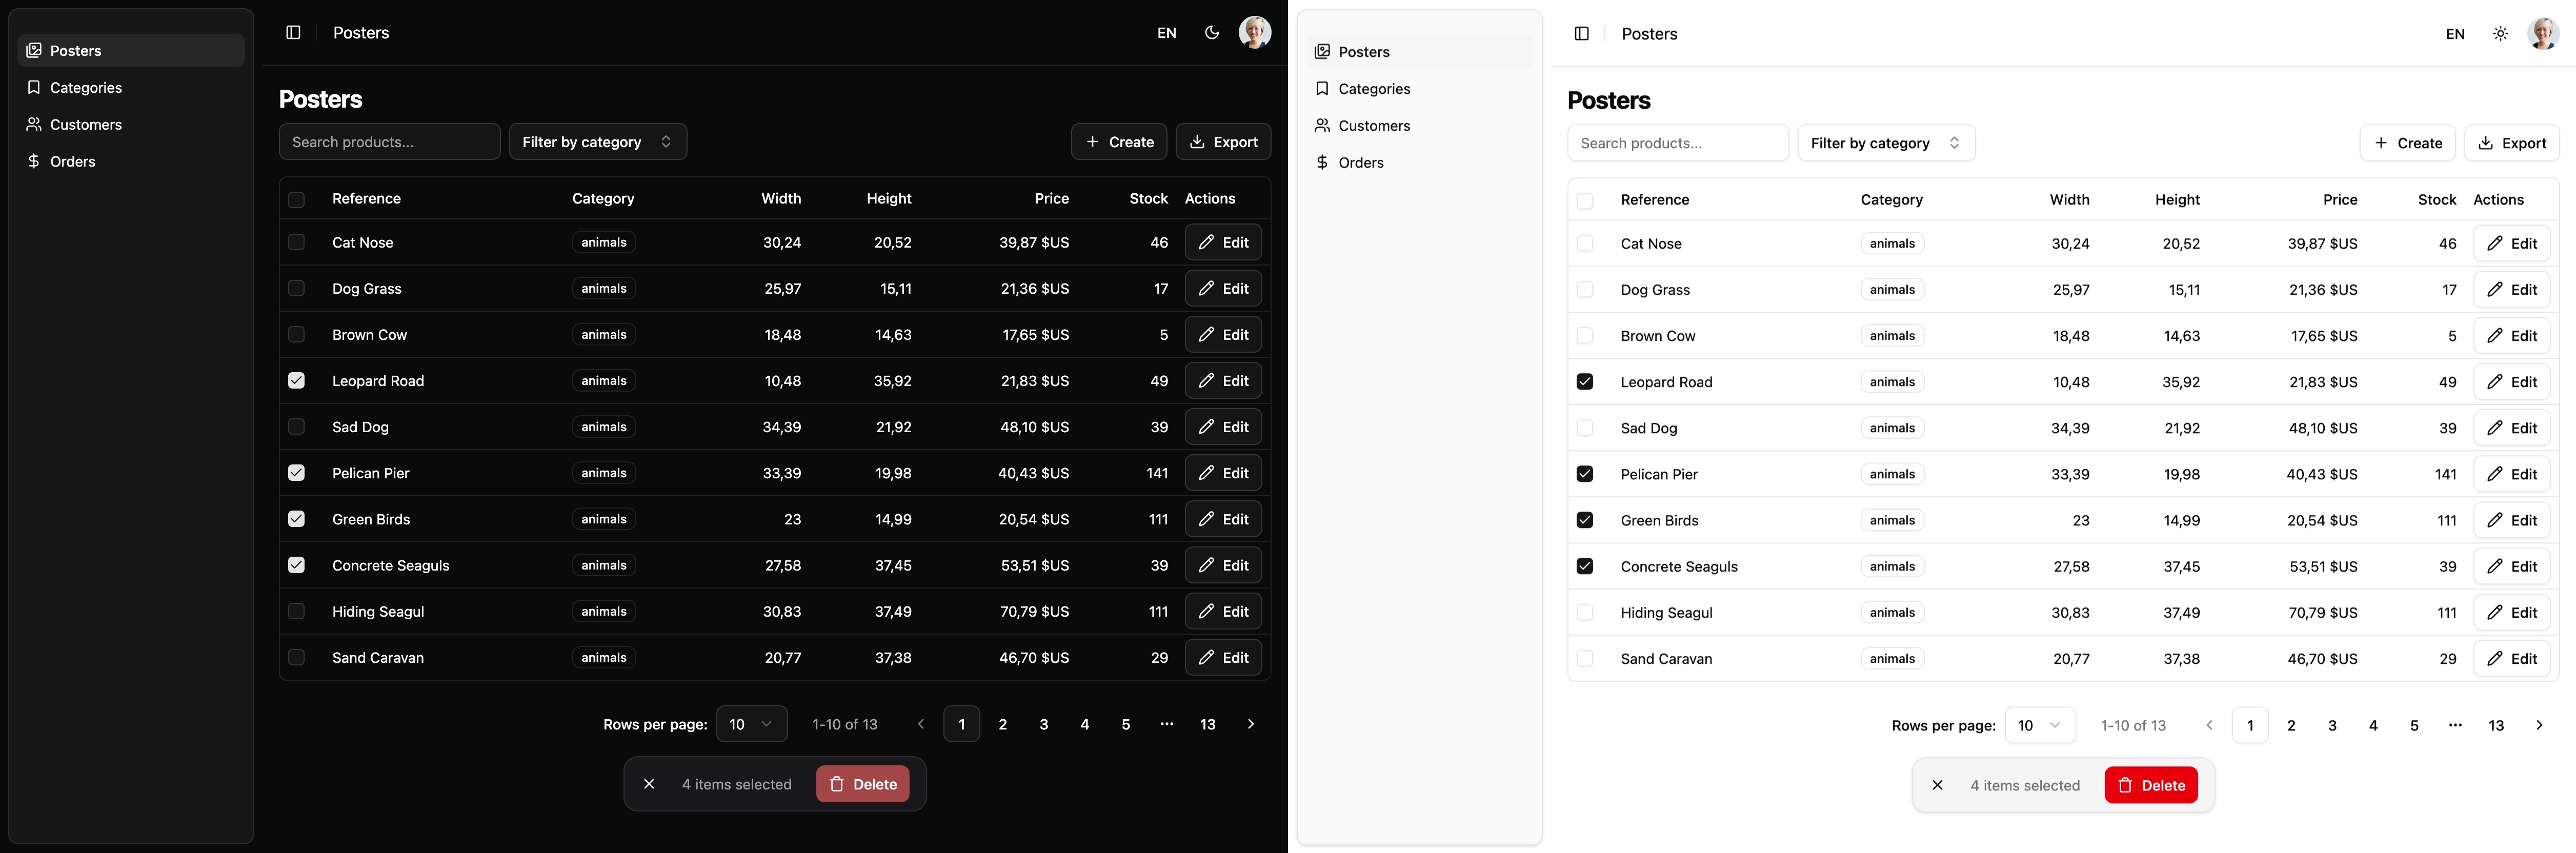 Posters
Categories
Customers
Orders
Posters
EN
Posters
Search products...
Filter by category
Create
Export
Reference Category Width Height Price Stock Actions
Cat Nose animals 30,24 20,52 39,87 $US 46 Edit
Dog Grass animals 25,97 15,11 21,36 $US 17 Edit
Brown Cow animals 18,48 14,63 17,65 $US 5 Edit
Leopard Road animals 10,48 35,92 21,83 $US 49 Edit
Sad Dog animals 34,39 21,92 48,10 $US 39 Edit
Pelican Pier animals 33,39 19,98 40,43 $US 141 Edit
Green Birds animals 23 14,99 20,54 $US 111 Edit
Concrete Seaguls animals 27,58 37,45 53,51 $US 39 Edit
Hiding Seagul animals 30,83 37,49 70,79 $US 111 Edit
Sand Caravan animals 20,77 37,38 46,70 $US 29 Edit
Rows per page: 10 1-10 of 13 1 2 3 4 5 ... 13
4 items selected Delete
Posters
Categories
Customers
Orders
Posters
EN
Posters
Search products...
Filter by category
Create
Export
Reference Category Width Height Price Stock Actions
Cat Nose animals 30,24 20,52 39,87 $US 46 Edit
Dog Grass animals 25,97 15,11 21,36 $US 17 Edit
Brown Cow animals 18,48 14,63 17,65 $US 5 Edit
Leopard Road animals 10,48 35,92 21,83 $US 49 Edit
Sad Dog animals 34,39 21,92 48,10 $US 39 Edit
Pelican Pier animals 33,39 19,98 40,43 $US 141 Edit
Green Birds animals 23 14,99 20,54 $US 111 Edit
Concrete Seaguls animals 27,58 37,45 53,51 $US 39 Edit
Hiding Seagul animals 30,83 37,49 70,79 $US 111 Edit
Sand Caravan animals 20,77 37,38 46,70 $US 29 Edit
Rows per page: 10 1-10 of 13 1 2 3 4 5 ... 13
4 items selected Delete